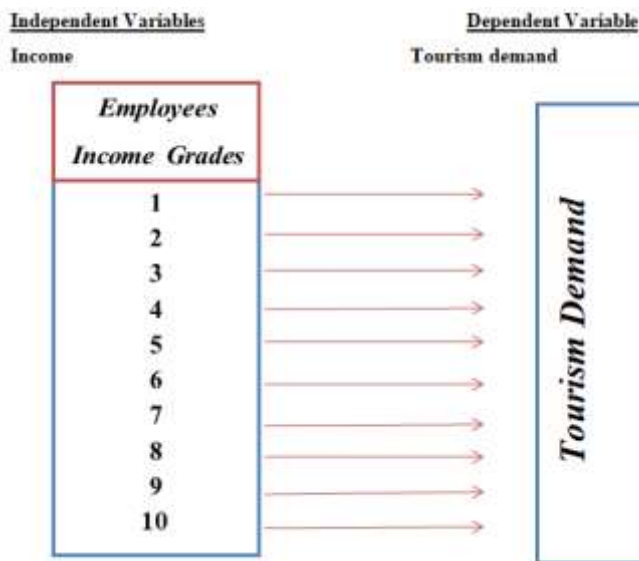 Independent Variables
Dependent Variable
Income
Tourism demand
Employees
Income Grades
1
2
3
4
5
6
7
8
9
10
Tourism Demand